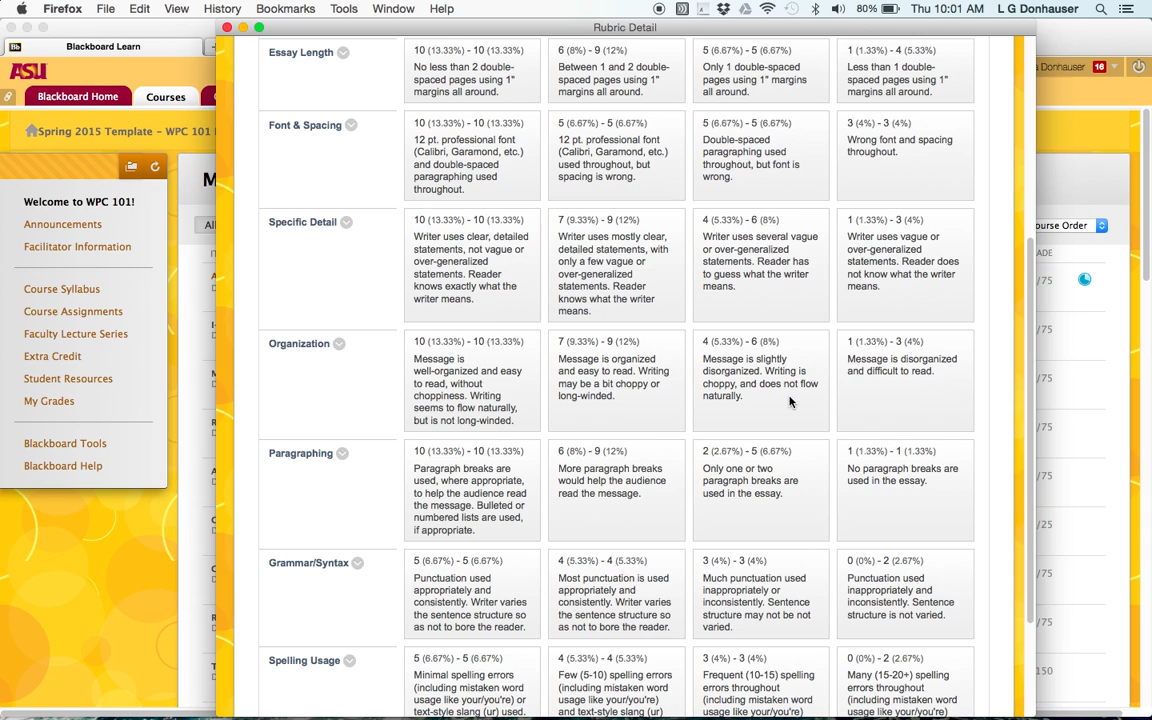 Firefox File Edit View History Bookmarks Tools Window Help 80% Thu 10:01 AM L G Donhauser
Rubric Detail
Bb Blackboard Learn
ASU
Donhauser 16
Blackboard Home Courses
Spring 2015 Template - WPC 101
Welcome to WPC 101!
Announcements
Facilitator Information
Course Syllabus
Course Assignments
Faculty Lecture Series
Extra Credit
Student Resources
My Grades
Blackboard Tools
Blackboard Help
M
Al
Essay Length
10 (13.33%) - 10 (13.33%)
No less than 2 double-
spaced pages using 1"
margins all around.
6 (8%) - 9 (12%)
Between 1 and 2 double-
spaced pages using 1"
margins all around.
5 (6.67%) - 5 (6.67%)
Only 1 double-spaced
pages using 1" margins
all around.
1 (1.33%) - 4 (5.33%)
Less than 1 double-
spaced pages using 1"
margins all around.
Font & Spacing
10 (13.33%) - 10 (13.33%)
12 pt. professional font
(Calibri, Garamond, etc.)
and double-spaced
paragraphing used
throughout.
5 (6.67%) - 5 (6.67%)
12 pt. professional font
(Calibri, Garamond, etc.)
used throughout, but
spacing is wrong.
5 (6.67%) - 5 (6.67%)
Double-spaced
paragraphing used
throughout, but font is
wrong.
3 (4%) - 3 (4%)
Wrong font and spacing
throughout.
Specific Detail
10 (13.33%) - 10 (13.33%)
Writer uses clear, detailed
statements, not vague or
over-generalized
statements. Reader
knows exactly what the
writer means.
7 (9.33%) - 9 (12%)
Writer uses mostly clear,
detailed statements, with
only a few vague or
over-generalized
statements. Reader
knows what the writer
means.
4 (5.33%) - 6 (8%)
Writer uses several vague
or over-generalized
statements. Reader has
to guess what the writer
means.
1 (1.33%) - 3 (4%)
Writer uses vague or
over-generalized
statements. Reader does
not know what the writer
means.
Organization
10 (13.33%) - 10 (13.33%)
Message is
well-organized and easy
to read, without
choppiness. Writing
seems to flow naturally,
but is not long-winded.
7 (9.33%) - 9 (12%)
Message is organized
and easy to read. Writing
may be a bit choppy or
long-winded.
4 (5.33%) - 6 (8%)
Message is slightly
disorganized. Writing is
choppy, and does not flow
naturally.
1 (1.33%) - 3 (4%)
Message is disorganized
and difficult to read.
Paragraphing
10 (13.33%) - 10 (13.33%)
Paragraph breaks are
used, where appropriate,
to help the audience read
the message. Bulleted or
numbered lists are used,
if appropriate.
6 (8%) - 9 (12%)
More paragraph breaks
would help the audience
read the message.
2 (2.67%) - 5 (6.67%)
Only one or two
paragraph breaks are
used in the essay.
1 (1.33%) - 1 (1.33%)
No paragraph breaks are
used in the essay.
Grammar/Syntax
5 (6.67%) - 5 (6.67%)
Punctuation used
appropriately and
consistently. Writer varies
the sentence structure so
as not to bore the reader.
4 (5.33%) - 4 (5.33%)
Most punctuation is used
appropriately and
consistently. Writer varies
the sentence structure so
as not to bore the reader.
3 (4%) - 3 (4%)
Much punctuation used
inappropriately or
inconsistently. Sentence
structure may not be not
varied.
0 (0%) - 2 (2.67%)
Punctuation used
inappropriately and
inconsistently. Sentence
structure is not varied.
Spelling Usage
5 (6.67%) - 5 (6.67%)
Minimal spelling errors
(including mistaken word
usage like your/you're) or
text-style slang (ur) used.
4 (5.33%) - 4 (5.33%)
Few (5-10) spelling errors
(including mistaken word
usage like your/you're)
and text-style slang (ur)
3 (4%) - 3 (4%)
Frequent (10-15) spelling
errors throughout
(including mistaken word
usage like your/you're)
0 (0%) - 2 (2.67%)
Many (15-20+) spelling
errors throughout
(including mistaken word
usage like your/you're)
ourse Order
ADE
/75
/75
/75
/75
/75
/25
/75
/75
150